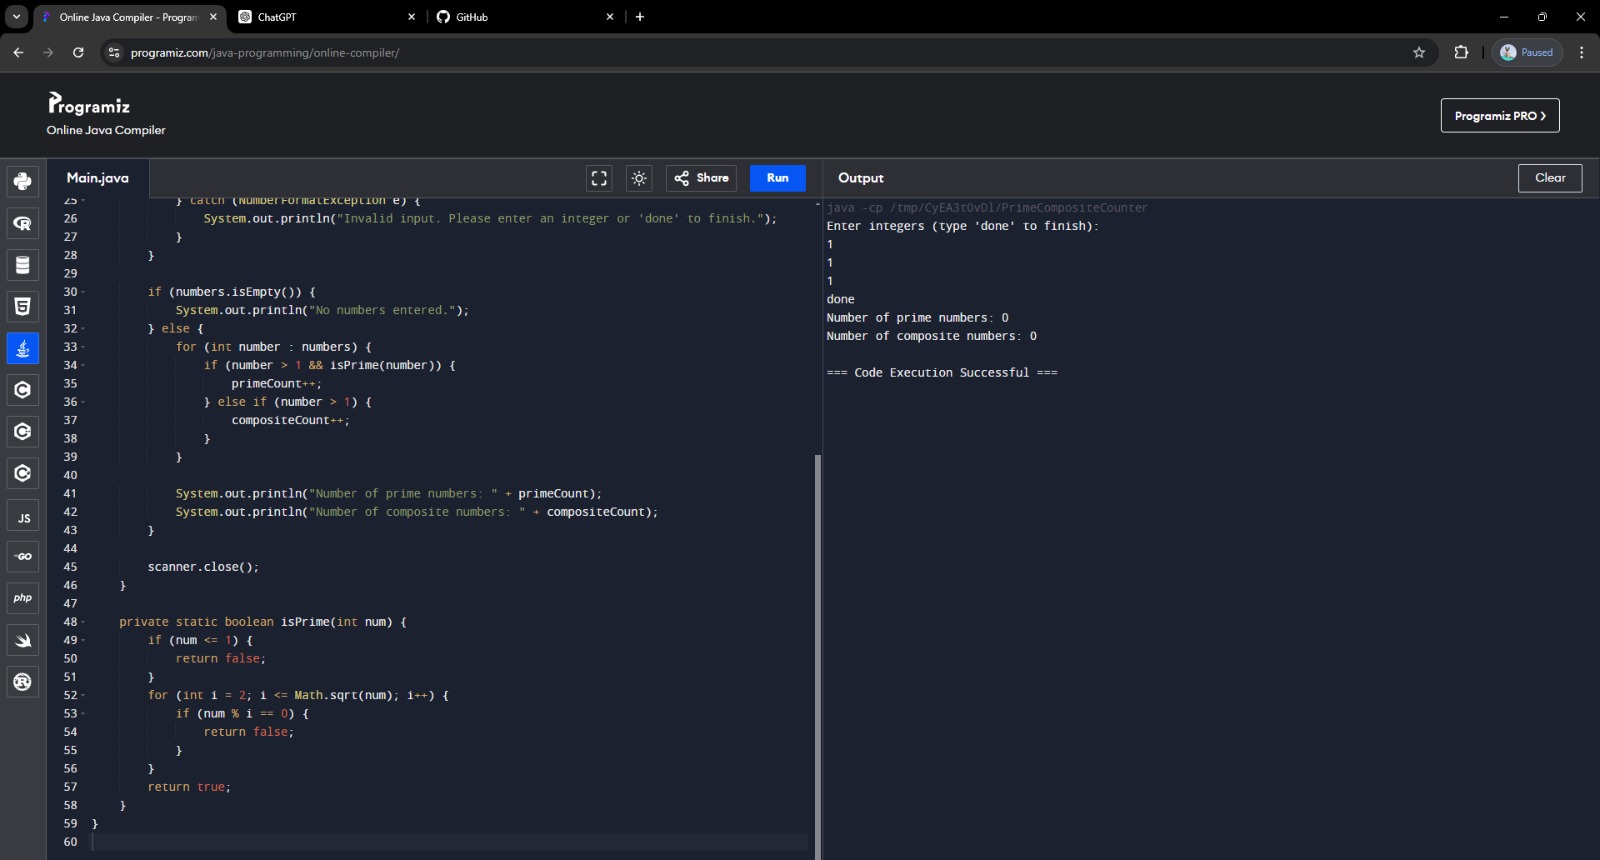 Online Java Compiler - Program
ChatGPT
GitHub
programiz.com/java-programming/online-compiler/
Paused
Programiz
Online Java Compiler
Programiz PRO
Main.java
Share
Run
Output
Clear
25 } catch (NumberFormatException e) {
26 System.out.println("Invalid input. Please enter an integer or 'done' to finish.");
27 }
28 }
29
30 if (numbers.isEmpty()) {
31 System.out.println("No numbers entered.");
32 } else {
33 for (int number : numbers) {
34 if (number > 1 && isPrime(number)) {
35 primeCount++;
36 } else if (number > 1) {
37 compositeCount++;
38 }
39 }
40
41 System.out.println("Number of prime numbers: " + primeCount);
42 System.out.println("Number of composite numbers: " + compositeCount);
43 }
44
45 scanner.close();
46 }
47
48 private static boolean isPrime(int num) {
49 if (num <= 1) {
50 return false;
51 }
52 for (int i = 2; i <= Math.sqrt(num); i++) {
53 if (num % i == 0) {
54 return false;
55 }
56 }
57 return true;
58 }
59 }
60
java -cp /tmp/CyEA3tOvDl/PrimeCompositeCounter
Enter integers (type 'done' to finish):
1
1
1
done
Number of prime numbers: 0
Number of composite numbers: 0
=== Code Execution Successful ===
JS
GO
php